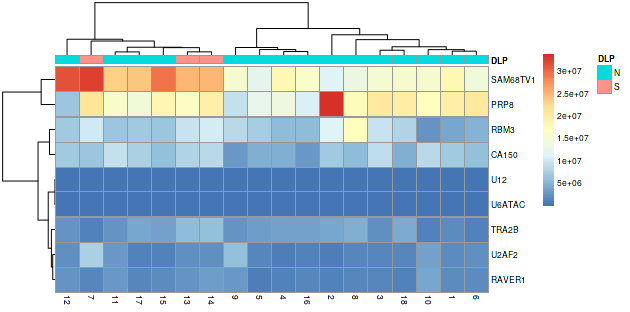 DLP
DLP
N
S
SAM68TV1
PRP8
RBM3
CA150
U12
U6ATAC
TRA2B
U2AF2
RAVER1
3e+07
2.5e+07
2e+07
1.5e+07
1e+07
5e+06
12 7 11 17 15 13 14 9 5 4 16 2 8 3 18 10 1 6